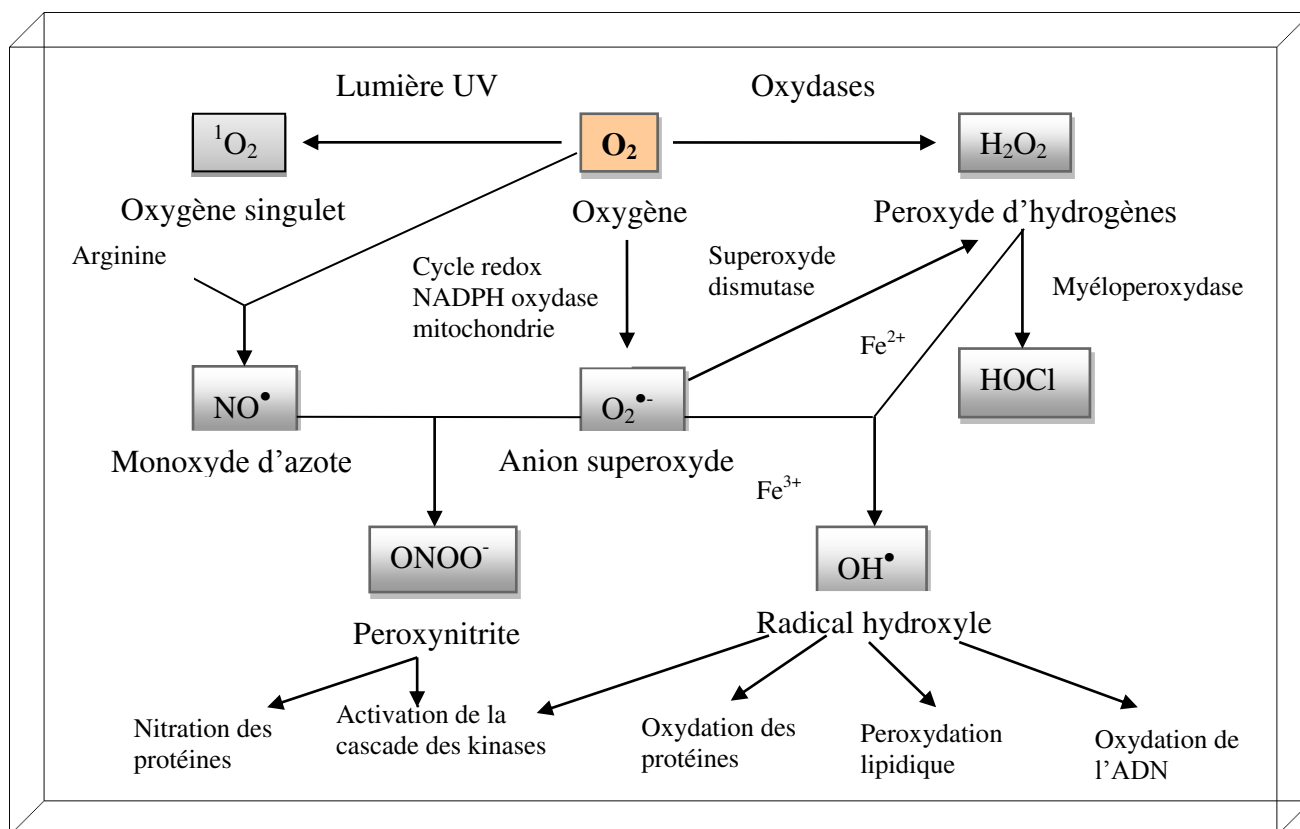 Lumière UV
Oxydases
¹O₂
O₂
H₂O₂
Oxygène singulet
Oxygène
Peroxyde d’hydrogènes
Arginine
Cycle redox
NADPH oxydase
mitochondrie
Superoxyde
dismutase
Myéloperoxydase
Fe²⁺
NO•
O₂•-
HOCl
Monoxyde d’azote
Anion superoxyde
Fe³⁺
ONOO⁻
OH•
Peroxynitrite
Radical hydroxyle
Nitration des
protéines
Activation de la
cascade des kinases
Oxydation des
protéines
Peroxydation
lipidique
Oxydation de
l’ADN